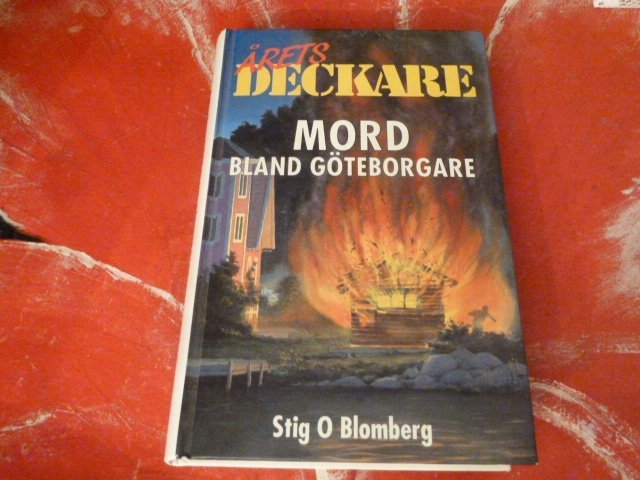 ÅRETS
DECKARE
MORD
BLAND GÖTEBORGARE
Stig O Blomberg